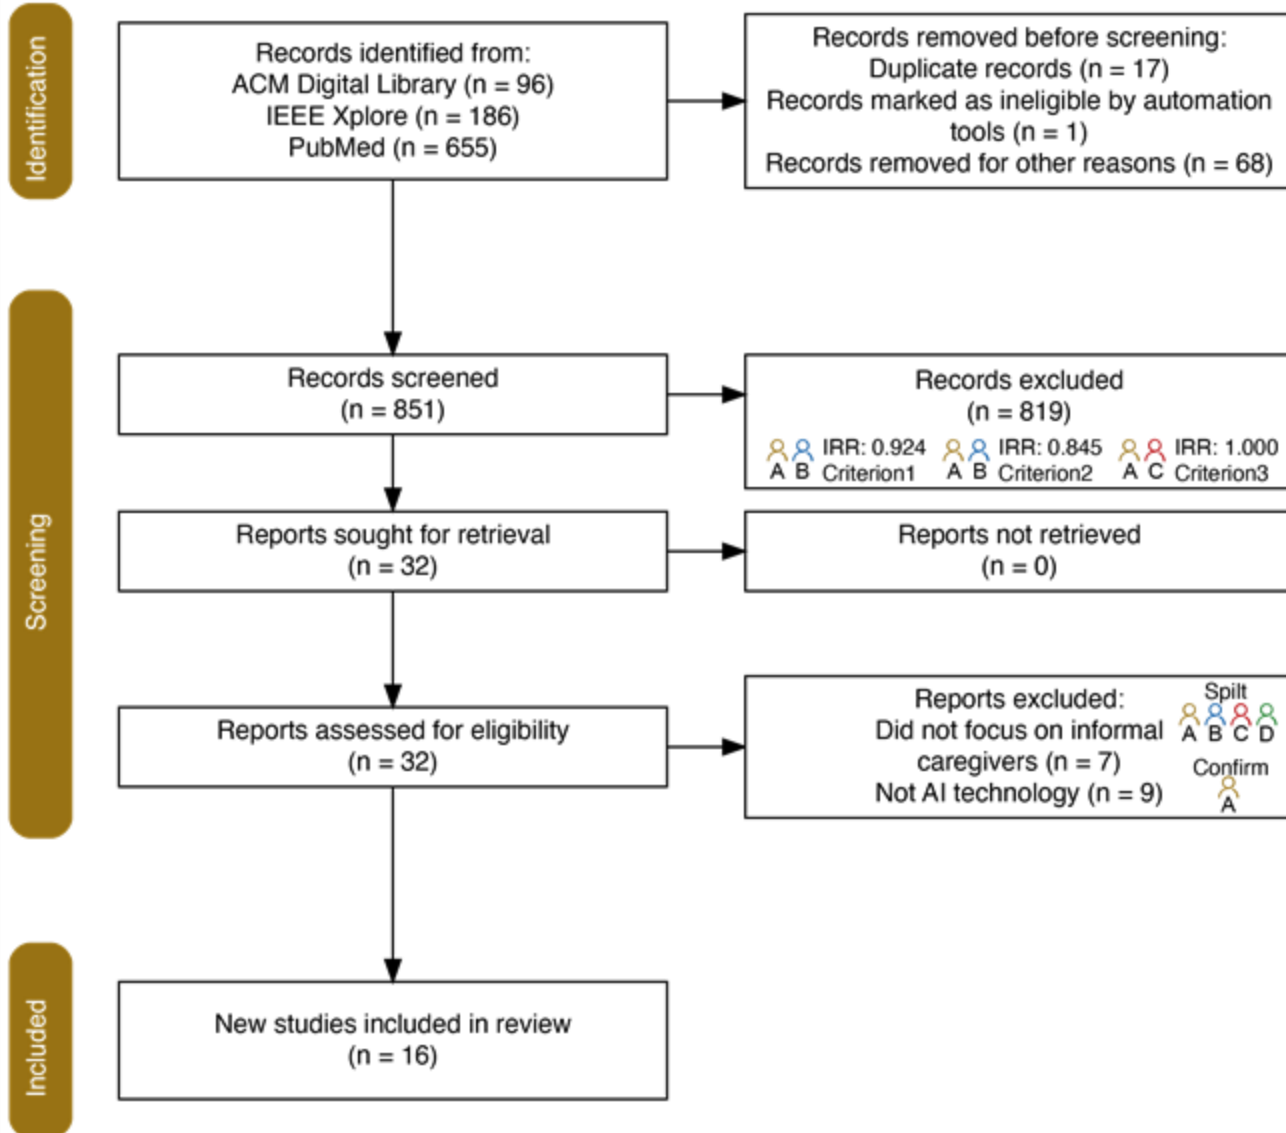 Identification
Records identified from:
ACM Digital Library (n = 96)
IEEE Xplore (n = 186)
PubMed (n = 655)
Records removed before screening:
Duplicate records (n = 17)
Records marked as ineligible by automation
tools (n = 1)
Records removed for other reasons (n = 68)
Screening
Records screened
(n = 851)
Records excluded
(n = 819)
A B IRR: 0.924
Criterion1
A B IRR: 0.845
Criterion2
A C IRR: 1.000
Criterion3
Reports sought for retrieval
(n = 32)
Reports not retrieved
(n = 0)
Reports assessed for eligibility
(n = 32)
Reports excluded:
Did not focus on informal
caregivers (n = 7)
Not AI technology (n = 9)
Spilt
A B C D
Confirm
A
Included
New studies included in review
(n = 16)